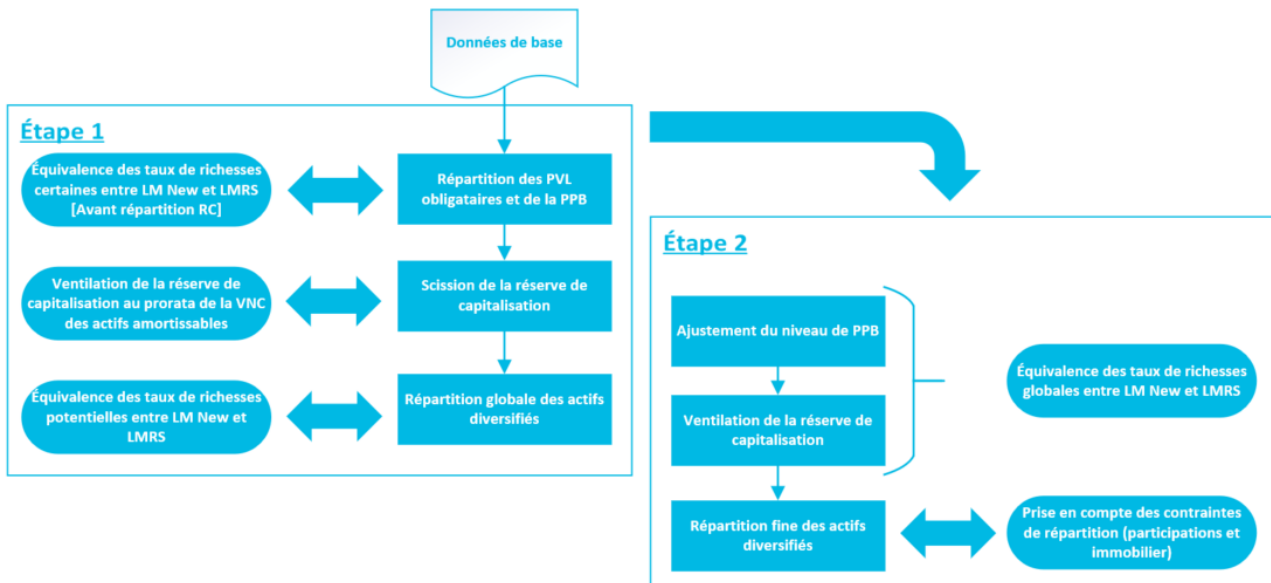 Données de base
Étape 1
Équivalence des taux de richesses
certaines entre LM New et LMRS
[Avant répartition RC]
Répartition des PVL
obligataires et de la PPB
Ventilation de la réserve de
capitalisation au prorata de la VNC
des actifs amortissables
Scission de la réserve de
capitalisation
Équivalence des taux de richesses
potentielles entre LM New et
LMRS
Répartition globale des actifs
diversifiés
Étape 2
Ajustement du niveau de PPB
Ventilation de la réserve de
capitalisation
Équivalence des taux de richesses
globales entre LM New et LMRS
Répartition fine des actifs
diversifiés
Prise en compte des contraintes
de répartition (participations et
immobilier)